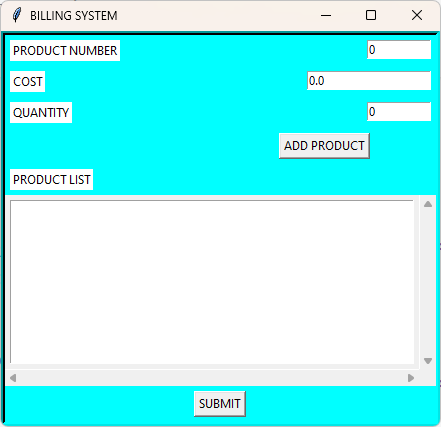 BILLING SYSTEM
PRODUCT NUMBER 0
COST 0.0
QUANTITY 0
ADD PRODUCT
PRODUCT LIST
SUBMIT